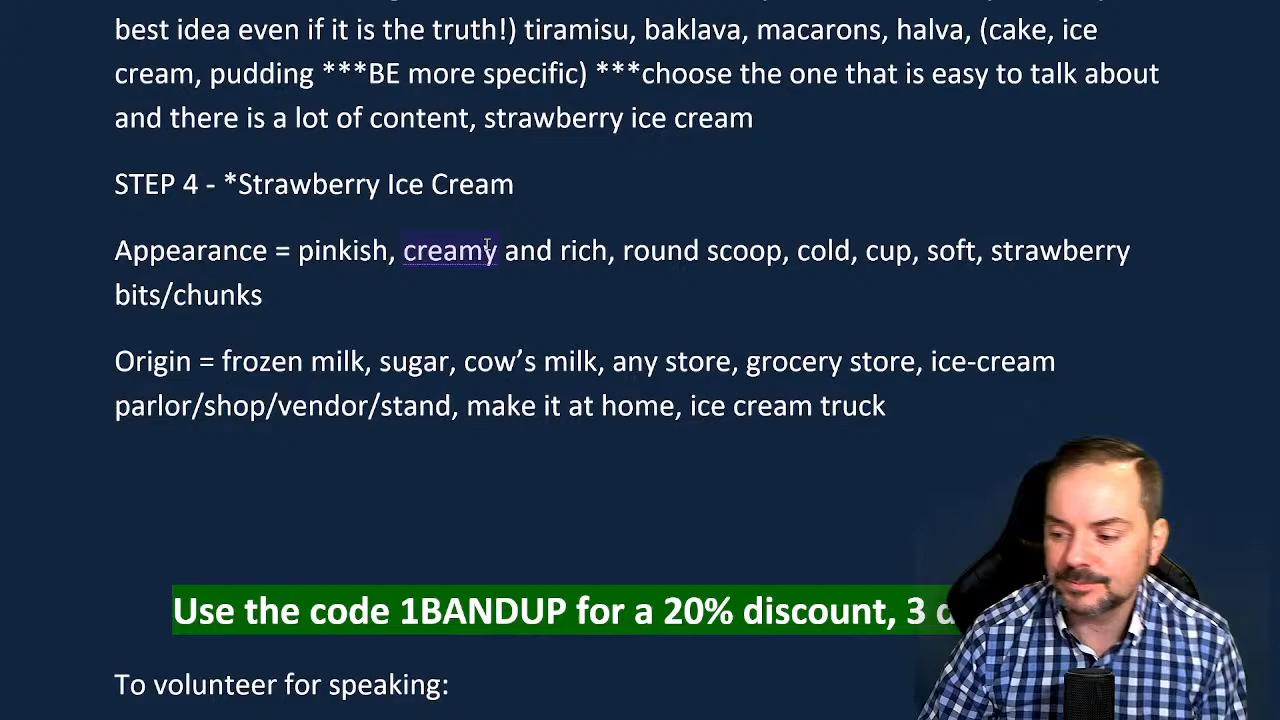 best idea even if it is the truth!) tiramisu, baklava, macarons, halva, (cake, ice
cream, pudding ***BE more specific) ***choose the one that is easy to talk about
and there is a lot of content, strawberry ice cream
STEP 4 - *Strawberry Ice Cream
Appearance = pinkish, creamy and rich, round scoop, cold, cup, soft, strawberry
bits/chunks
Origin = frozen milk, sugar, cow’s milk, any store, grocery store, ice-cream
parlor/shop/vendor/stand, make it at home, ice cream truck
Use the code 1BANDUP for a 20% discount, 3
To volunteer for speaking: